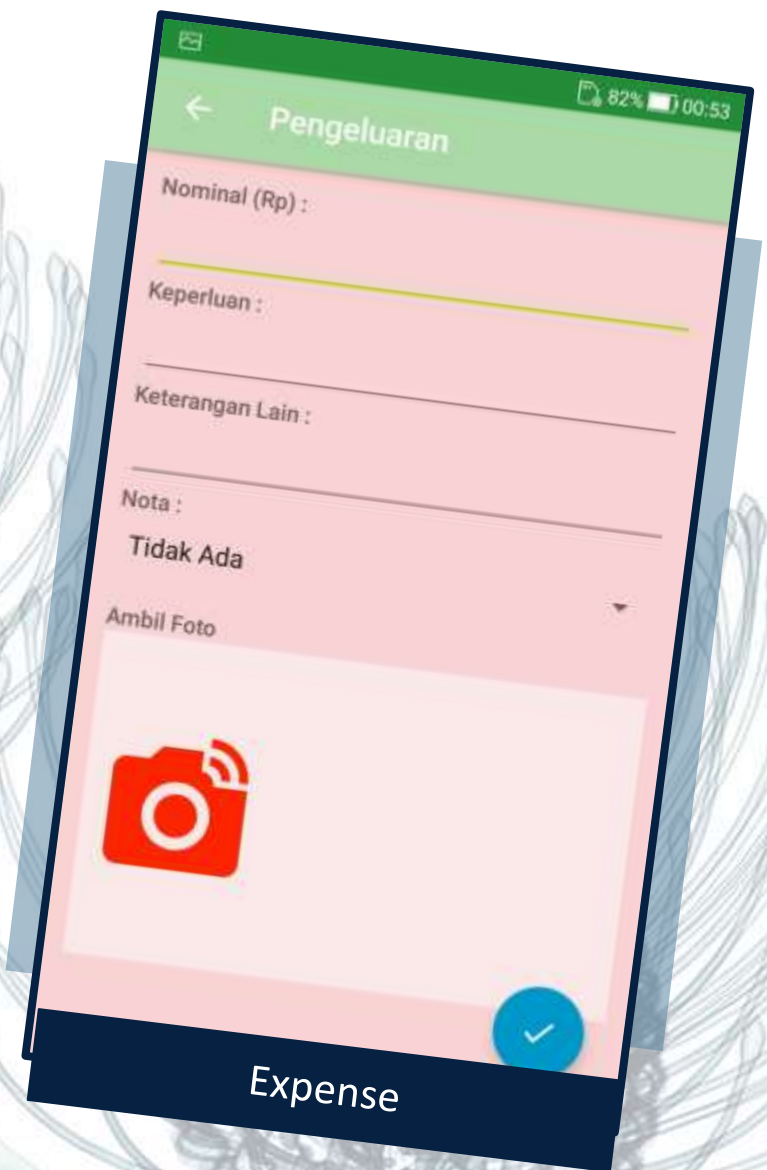 82% 00:53
Pengeluaran
Nominal (Rp) :
Keperluan :
Keterangan Lain :
Nota :
Tidak Ada
Ambil Foto
Expense